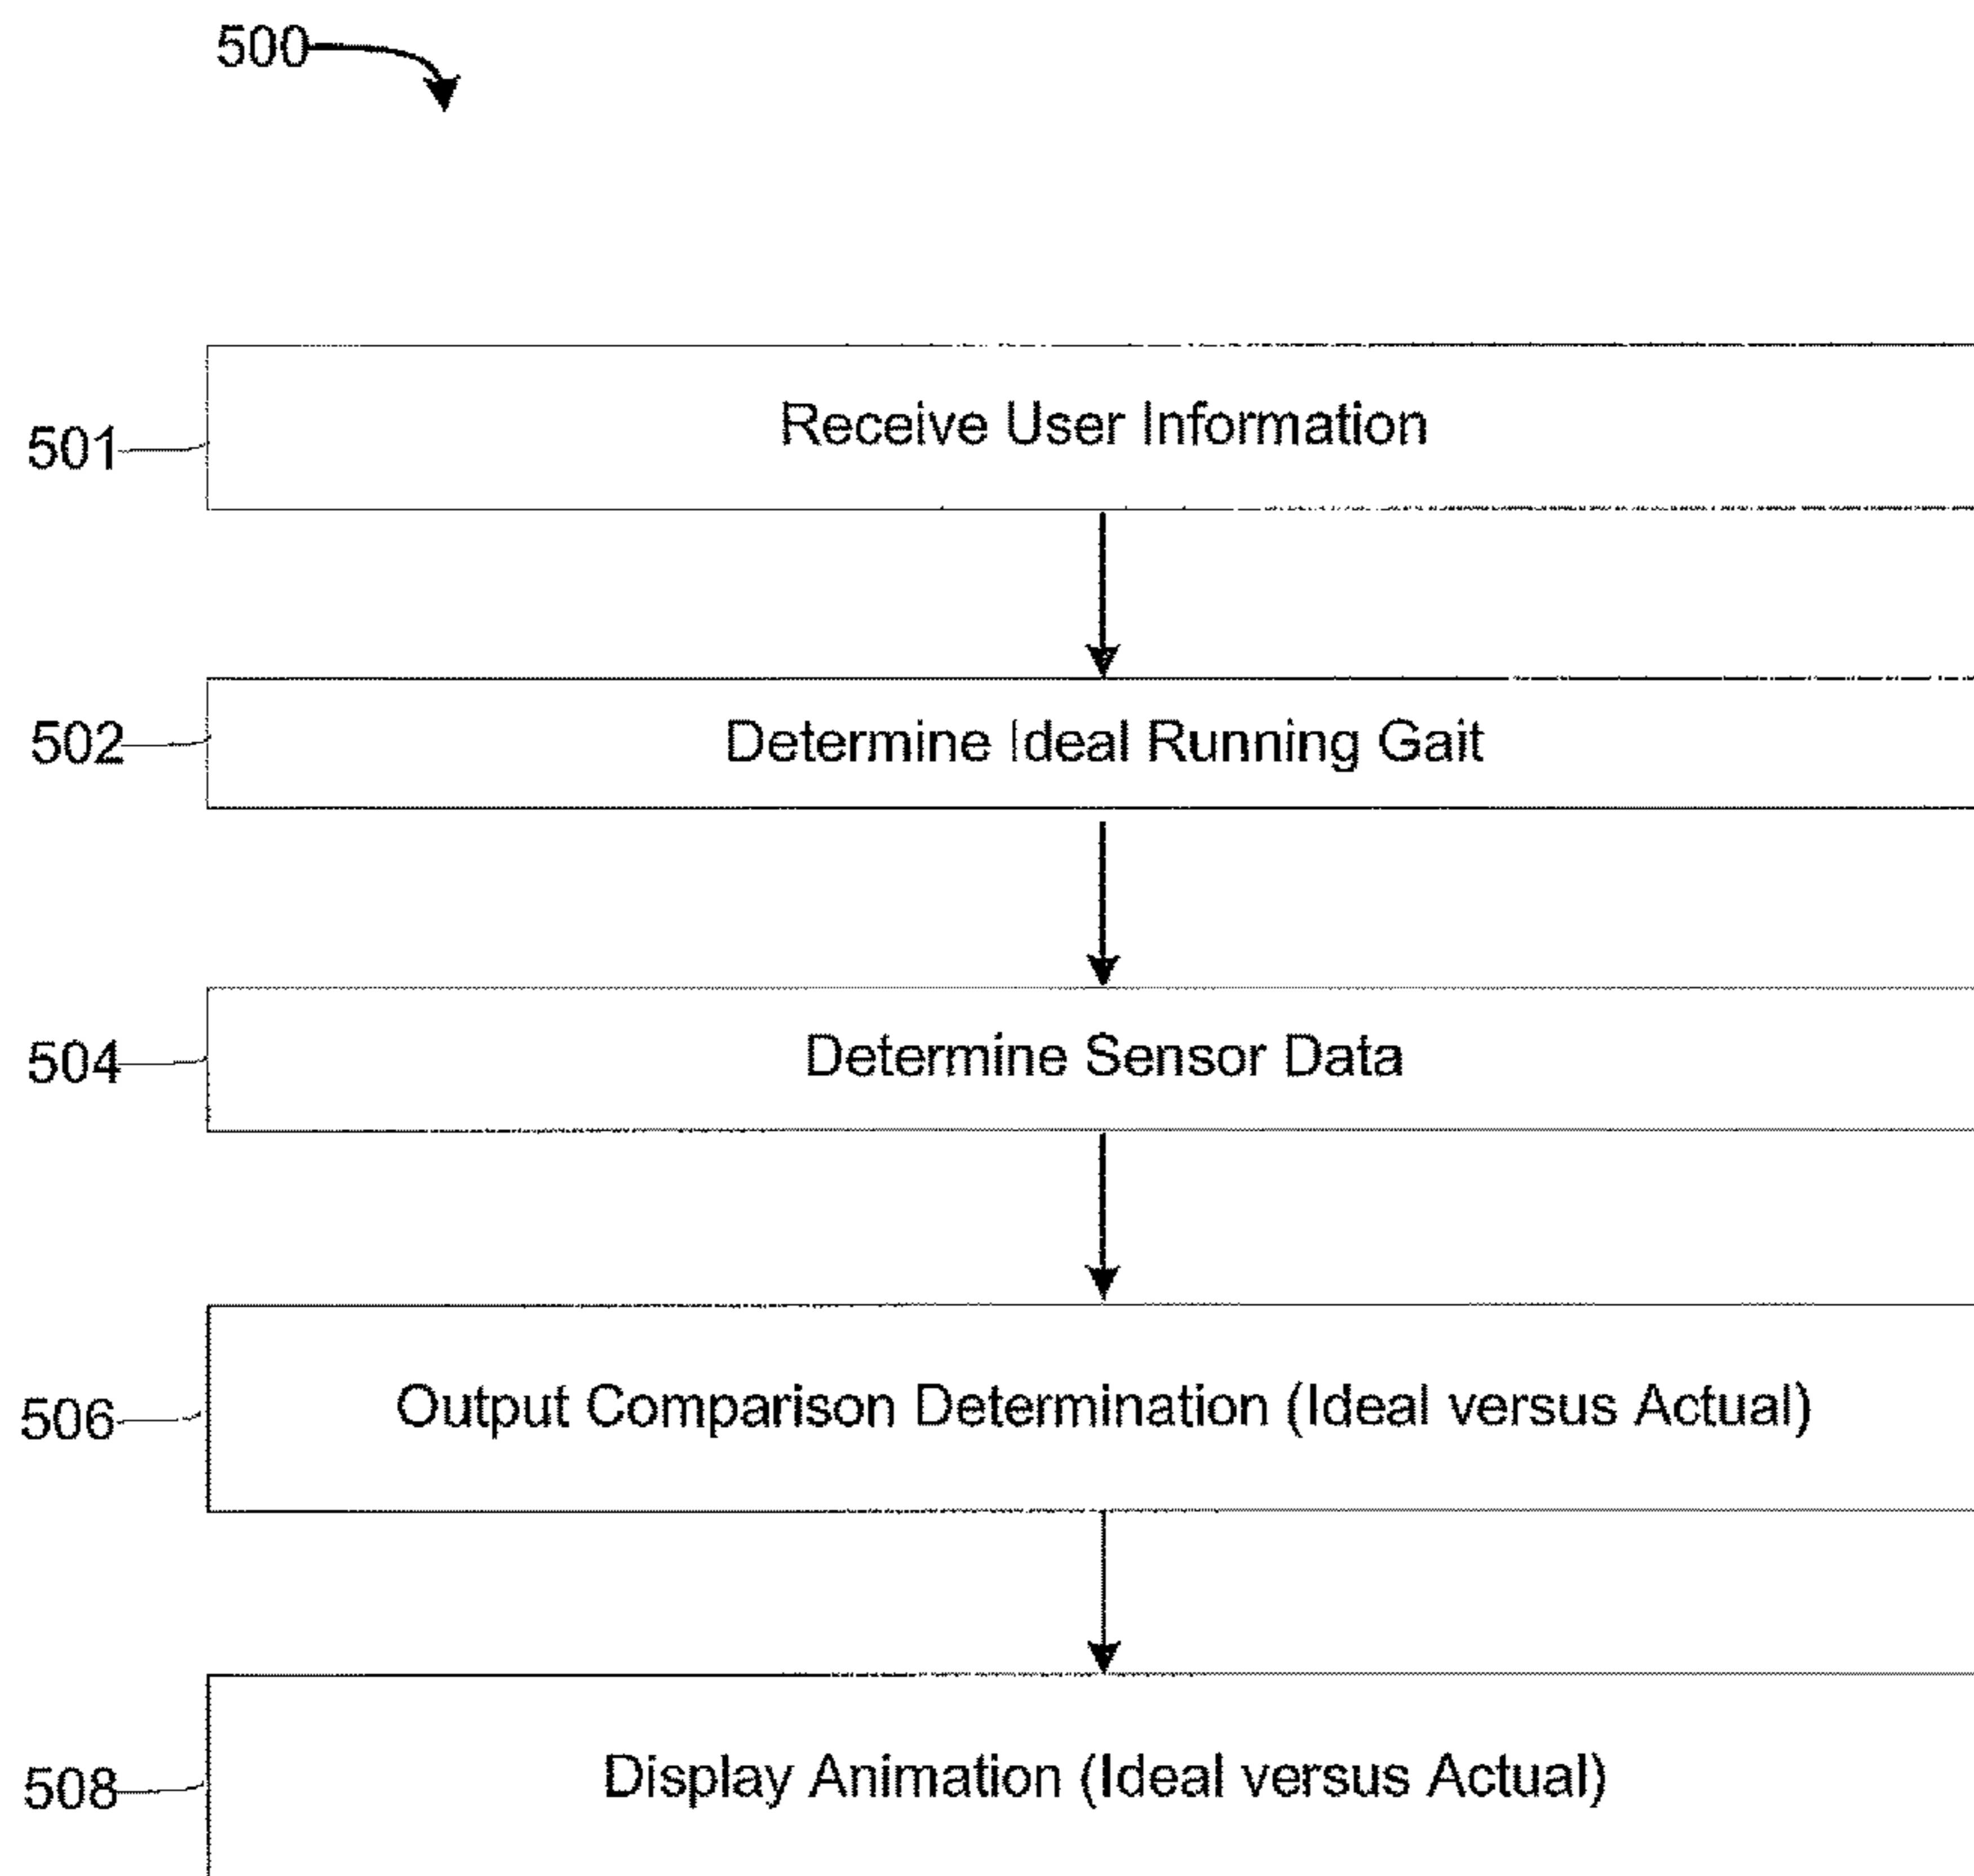 500
501
Receive User Information
502
Determine Ideal Running Gait
504
Determine Sensor Data
506
Output Comparison Determination (Ideal versus Actual)
508
Display Animation (Ideal versus Actual)